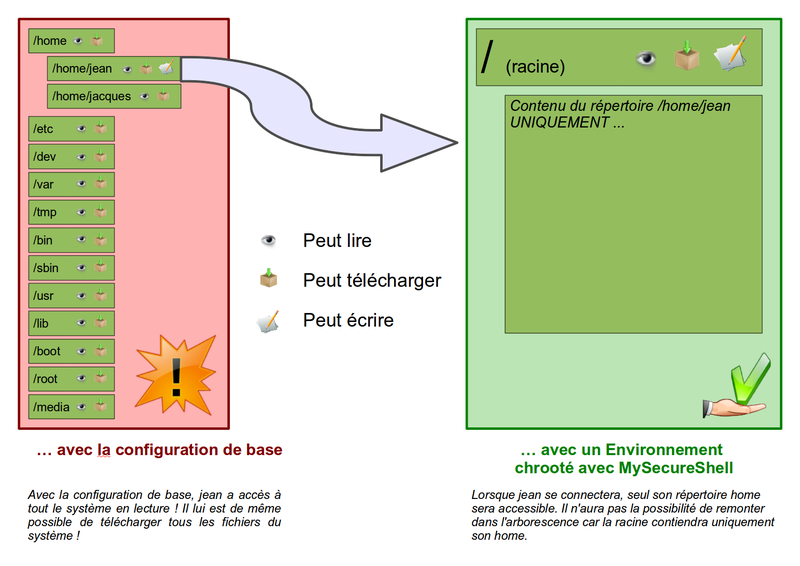 /home
/home/jean
/home/jacques
/etc
/dev
/var
/tmp
/bin
/sbin
/usr
/lib
/boot
/root
/media
!
… avec la configuration de base
Avec la configuration de base, jean a accès à
tout le système en lecture ! Il lui est de même
possible de télécharger tous les fichiers du
système !
Peut lire
Peut télécharger
Peut écrire
/ (racine)
Contenu du répertoire /home/jean
UNIQUEMENT ...
… avec un Environnement
chrooté avec MySecureShell
Lorsque jean se connectera, seul son répertoire home
sera accessible. Il n'aura pas la possibilité de remonter
dans l'arborescence car la racine contiendra uniquement
son home.